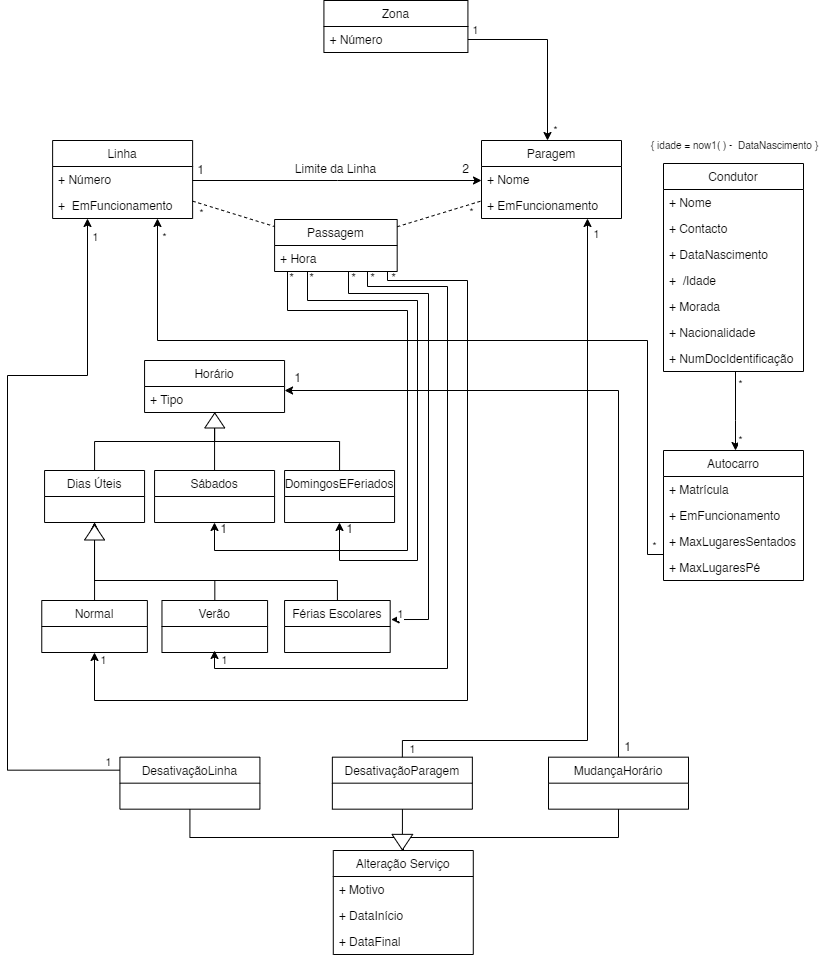 Zona
+ Número
1
*
{ idade = now1( ) - DataNascimento }
Linha
+ Número
+ EmFuncionamento
1
Limite da Linha
2
Paragem
+ Nome
+ EmFuncionamento
*
*
Passagem
+ Hora
1
*
1
* * * * *
Condutor
+ Nome
+ Contacto
+ DataNascimento
+ /Idade
+ Morada
+ Nacionalidade
+ NumDocIdentificação
*
*
Horário
+ Tipo
1
Autocarro
+ Matrícula
+ EmFuncionamento
+ MaxLugaresSentados
+ MaxLugaresPé
*
Dias Úteis
Sábados
DomingosEFeriados
1
1
Normal
Verão
Férias Escolares
1
1
1
1
1
1
DesativaçãoLinha
DesativaçãoParagem
MudançaHorário
Alteração Serviço
+ Motivo
+ DataInício
+ DataFinal